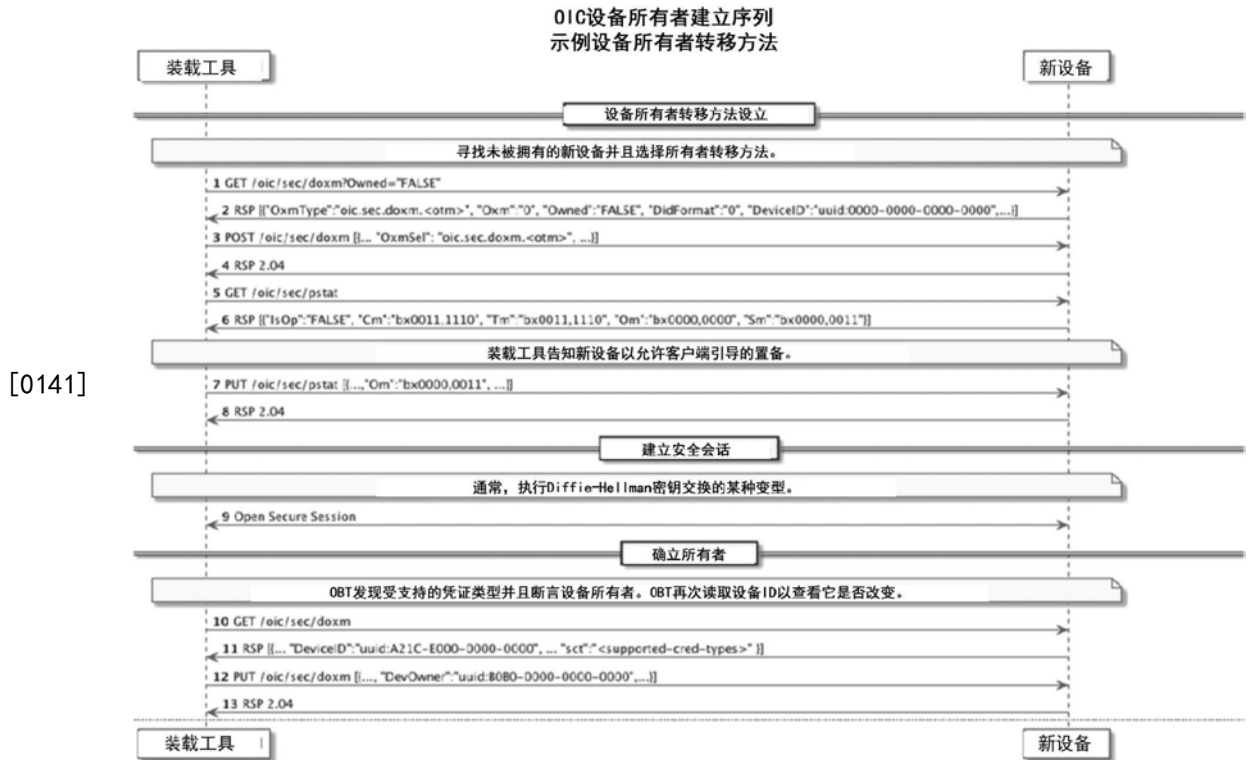 OIC设备所有者建立序列
示例设备所有者转移方法
装载工具
新设备
设备所有者转移方法设立
寻找未被拥有的新设备并且选择所有者转移方法。
1 GET /oic/sec/doxm?Owned="FALSE"
2 RSP [{"OxmType":"oic.sec.doxm.<otm>", "Oxm":"0", "Owned":"FALSE", "DidFormat":"0", "DeviceID":"uuid:0000-0000-0000-0000",...}]
3 POST /oic/sec/doxm [{... "OxmSel": "oic.sec.doxm.<otm>", ...}]
4 RSP 2.04
5 GET /oic/sec/pstat
6 RSP [{"IsOp":"FALSE", "Cm":"bx0011,1110", "Tm":"bx0011,1110", "Om":"bx0000,0000", "Sm":"bx0000,0011"}]
装载工具告知新设备以允许客户端引导的置备。
[0141]
7 PUT /oic/sec/pstat [{...,"Om":"bx0000,0011", ...}]
8 RSP 2.04
建立安全会话
通常，执行Diffie-Hellman密钥交换的某种变型。
9 Open Secure Session
确立所有者
OBT发现受支持的凭证类型并且断言设备所有者。OBT再次读取设备ID以查看它是否改变。
10 GET /oic/sec/doxm
11 RSP [{... "DeviceID":"uuid:A21C-E000-0000-0000", ... "sct":"<supported-cred-types>" }]
12 PUT /oic/sec/doxm [{..., "DevOwner":"uuid:B0B0-0000-0000-0000",...}]
13 RSP 2.04
装载工具
新设备